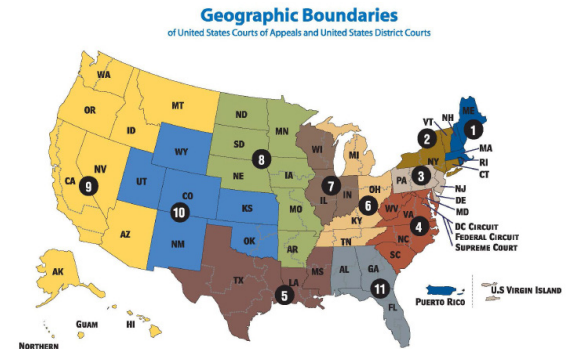 Geographic Boundaries
of United States Courts of Appeals and United States District Courts
WA
OR
ID
MT
ND
MN
SD
WI
MI
VT
NH
ME
1
2
NY
MA
RI
CT
WY
8
NE
IA
7
IL
IN
OH
PA
3
NJ
DE
MD
NV
CA
9
UT
CO
10
KS
MO
6
KY
WV
VA
4
DC CIRCUIT
FEDERAL CIRCUIT
SUPREME COURT
AZ
NM
OK
AR
TN
NC
SC
TX
LA
5
MS
AL
GA
11
FL
AK
HI
GUAM
NORTHERN
PUERTO RICO
U.S VIRGIN ISLAND